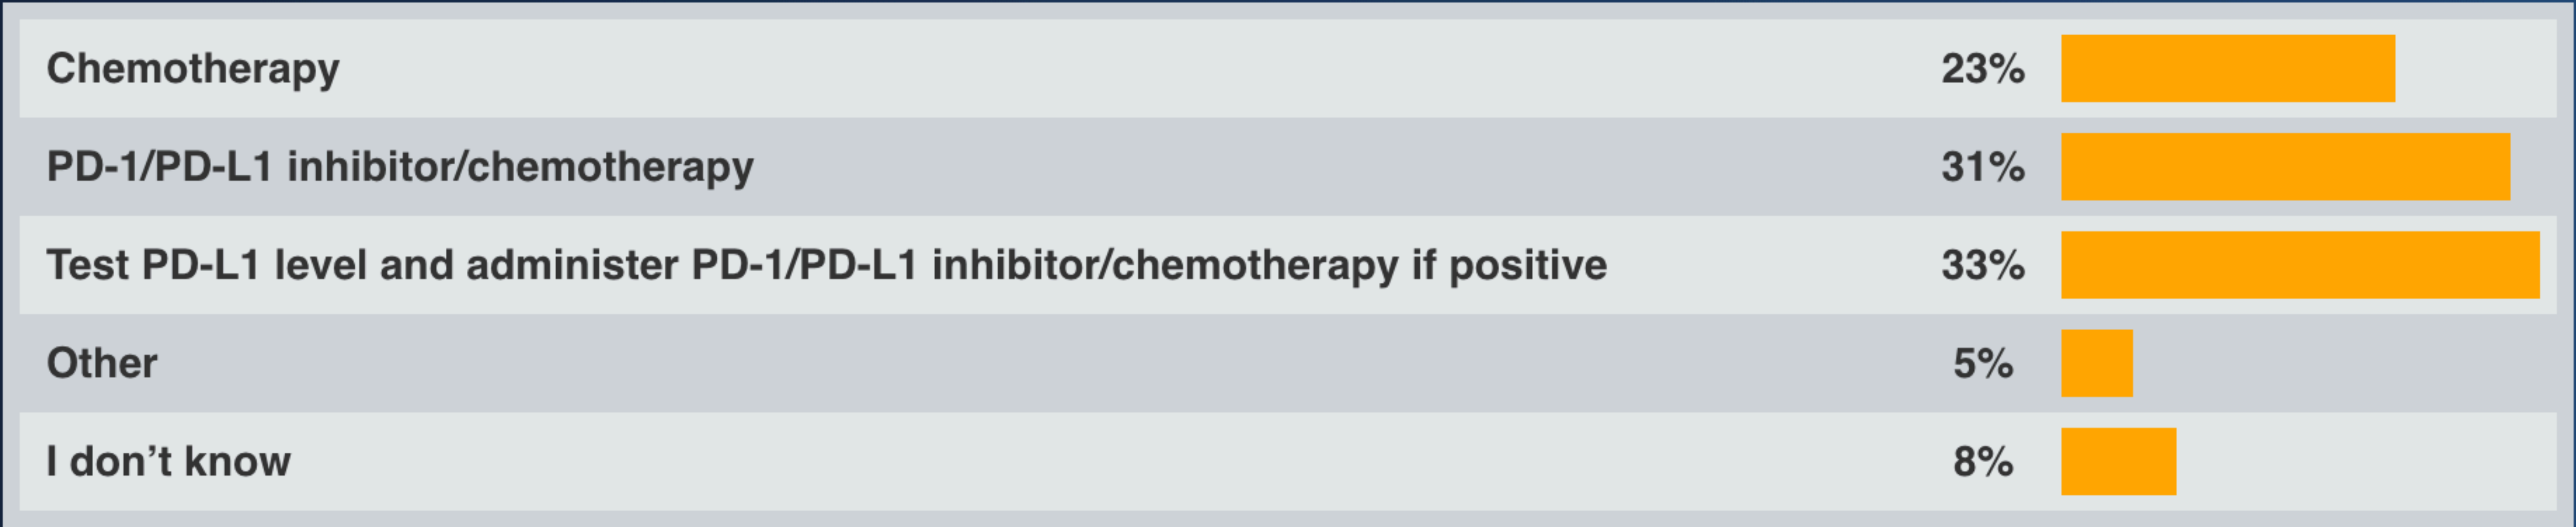 Chemotherapy 23%
PD-1/PD-L1 inhibitor/chemotherapy 31%
Test PD-L1 level and administer PD-1/PD-L1 inhibitor/chemotherapy if positive 33%
Other 5%
I don’t know 8%